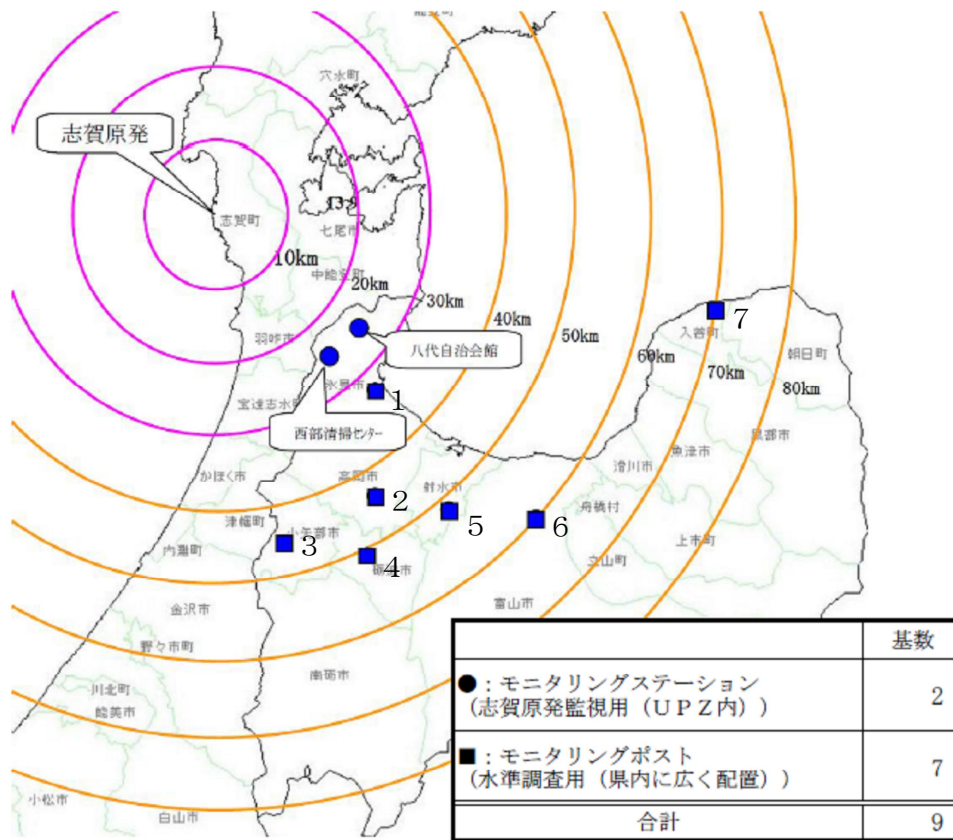 穴水町
志賀原発
志賀町
七尾市
10km
中能登町
20km
30km
羽咋市
40km
7
入善町
八代自治会館
50km
60km
朝日町
70km
氷見市
80km
1
宝達志水町
西部清掃センター
黒部市
魚津市
滑川市
かほく市
高岡市
射水市
2
舟橋村
津幡町
5
6
小矢部市
3
上市町
内灘町
4
立山町
砺波市
金沢市
富山市
野々市町
南砺市
川北町
能美市
小松市
白山市
基数
●：モニタリングステーション
（志賀原発監視用（ＵＰＺ内））
2
■：モニタリングポスト
（水準調査用（県内に広く配置））
7
合計
9